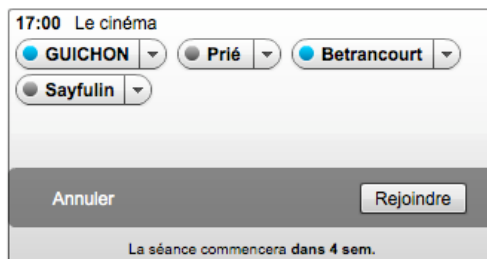 17:00 Le cinéma
GUICHON Prié Betrancourt
Sayfulin
Annuler Rejoindre
La séance commencera dans 4 sem.